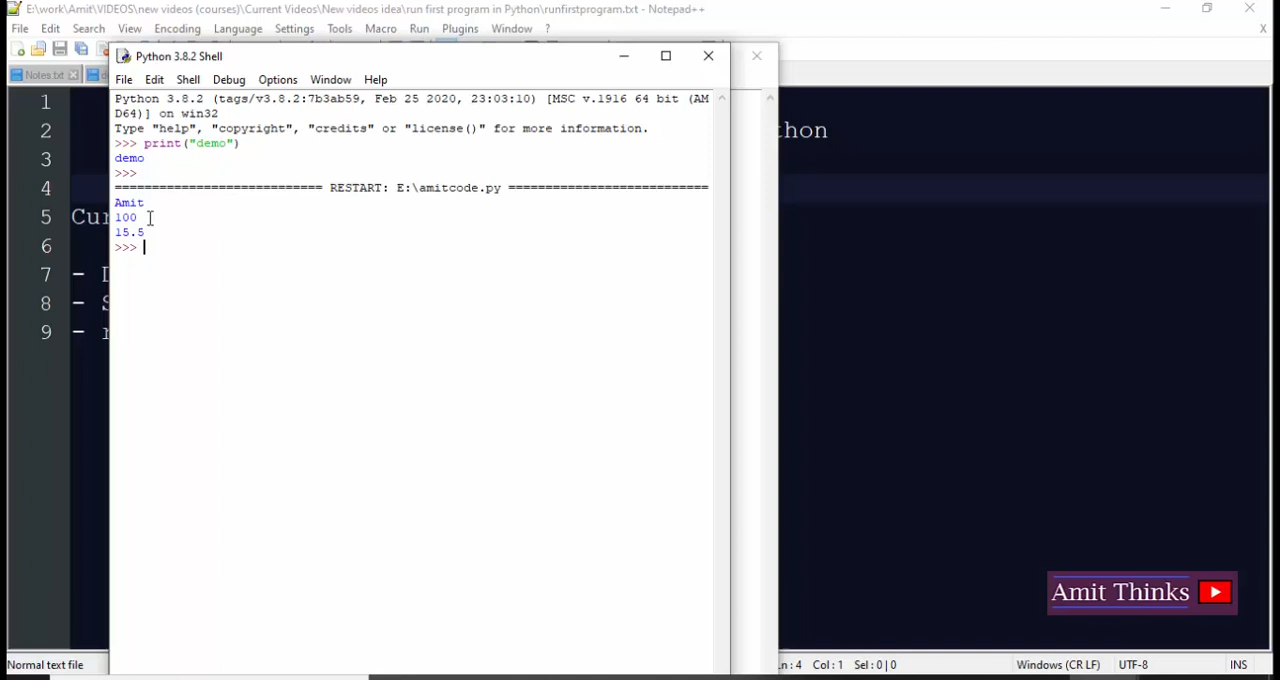 E:\work\Amit\VIDEOS\new videos (courses)\Current Videos\New videos idea\run first program in Python\runfirstprogram.txt - Notepad++
File Edit Search View Encoding Language Settings Tools Macro Run Plugins Window ? X
Notes.txt
Python 3.8.2 Shell
File Edit Shell Debug Options Window Help
Python 3.8.2 (tags/v3.8.2:7b3ab59, Feb 25 2020, 23:03:10) [MSC v.1916 64 bit (AM
D64)] on win32
Type "help", "copyright", "credits" or "license()" for more information.
>>> print("demo")
demo
>>>
============================ RESTART: E:\amitcode.py ===========================
Amit
100
15.5
>>>
1
2 thon
3
4
5 Cur
6
7 -
8 - S
9 - r
Amit Thinks
Normal text file Ln:4 Col:1 Sel:0|0 Windows (CR LF) UTF-8 INS